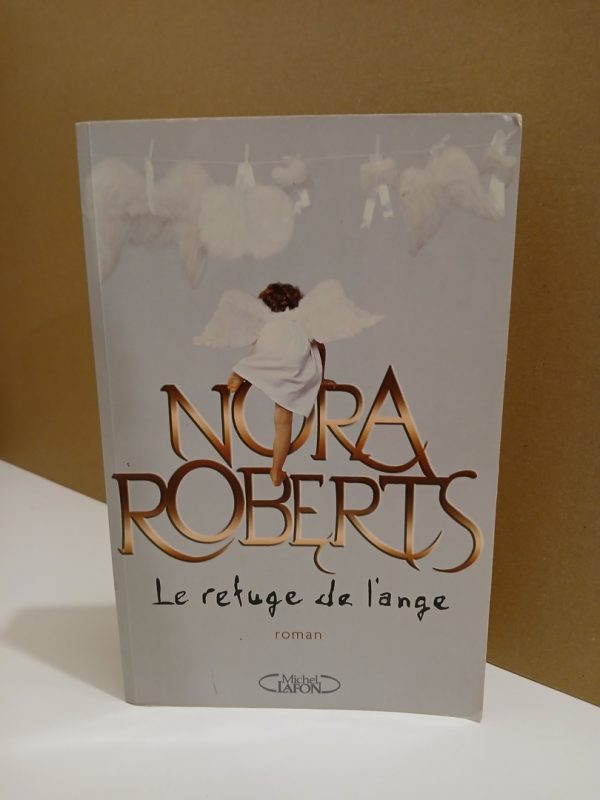 NORA
ROBERTS
Le refuge de l'ange
roman
Michel
LAFON